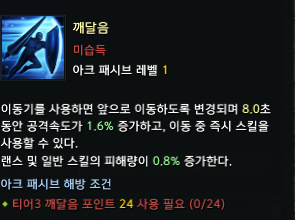 깨달음
미습득
아크 패시브 레벨 1
이동기를 사용하면 앞으로 이동하도록 변경되며 8.0초
동안 공격속도가 1.6% 증가하고, 이동 중 즉시 스킬을
사용할 수 있다.
랜스 및 일반 스킬의 피해량이 0.8% 증가한다.
아크 패시브 해방 조건
◆ 티어3 깨달음 포인트 24 사용 필요 (0/24)